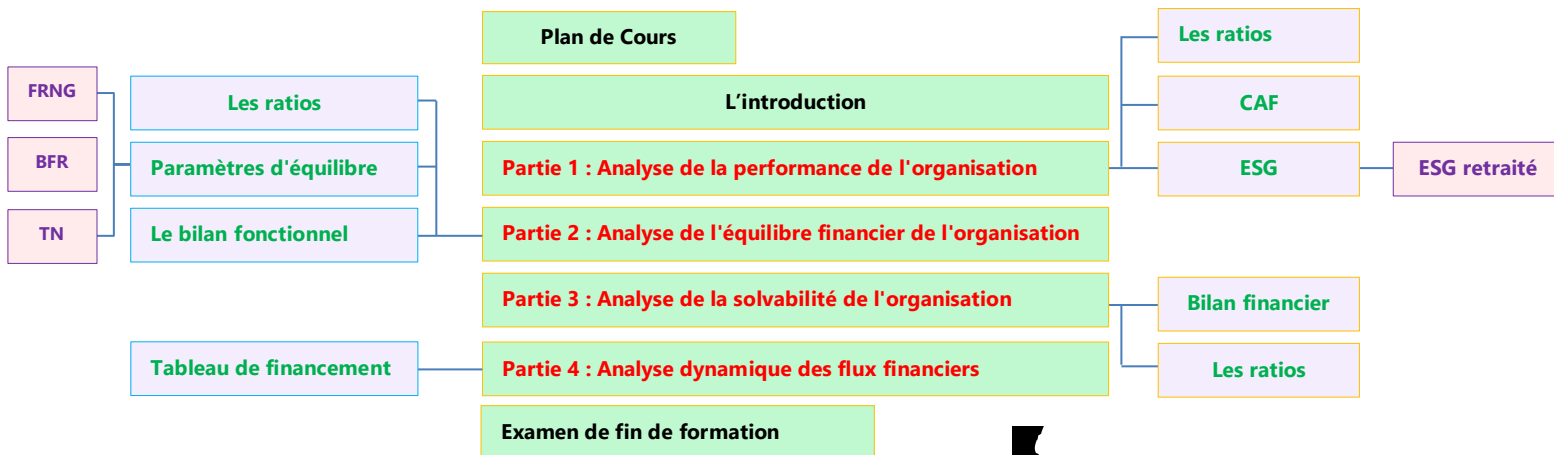 Plan de Cours
Les ratios
FRNG
Les ratios
L'introduction
CAF
BFR
Paramètres d'équilibre
Partie 1 : Analyse de la performance de l'organisation
ESG
ESG retraité
TN
Le bilan fonctionnel
Partie 2 : Analyse de l'équilibre financier de l'organisation
Partie 3 : Analyse de la solvabilité de l'organisation
Bilan financier
Tableau de financement
Partie 4 : Analyse dynamique des flux financiers
Les ratios
Examen de fin de formation